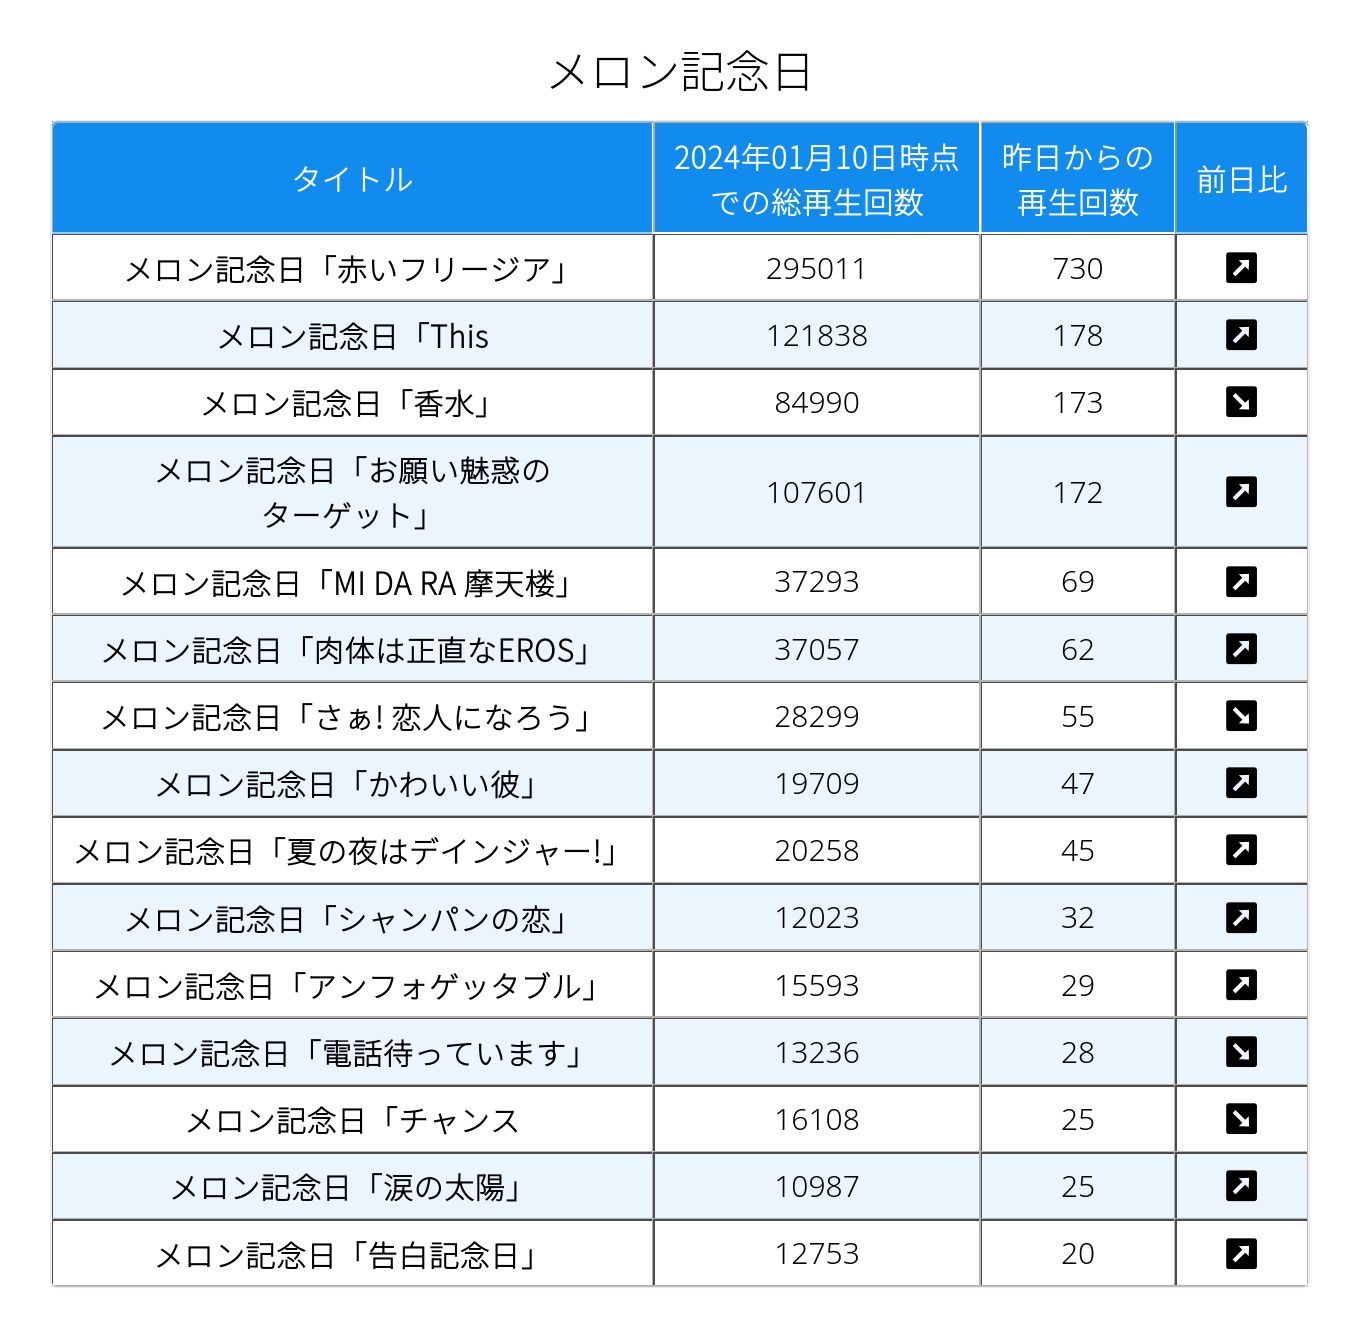 メロン記念日
タイトル
2024年01月10日時点
での総再生回数
昨日からの
再生回数
前日比
メロン記念日「赤いフリージア」 295011 730 ↗
メロン記念日「This 121838 178 ↗
メロン記念日「香水」 84990 173 ↘
メロン記念日「お願い魅惑の
ターゲット」 107601 172 ↗
メロン記念日「MI DA RA 摩天楼」 37293 69 ↗
メロン記念日「肉体は正直なEROS」 37057 62 ↗
メロン記念日「さぁ! 恋人になろう」 28299 55 ↘
メロン記念日「かわいい彼」 19709 47 ↗
メロン記念日「夏の夜はデインジャー!」 20258 45 ↗
メロン記念日「シャンパンの恋」 12023 32 ↗
メロン記念日「アンフォゲッタブル」 15593 29 ↗
メロン記念日「電話待っています」 13236 28 ↘
メロン記念日「チャンス 16108 25 ↘
メロン記念日「涙の太陽」 10987 25 ↗
メロン記念日「告白記念日」 12753 20 ↗